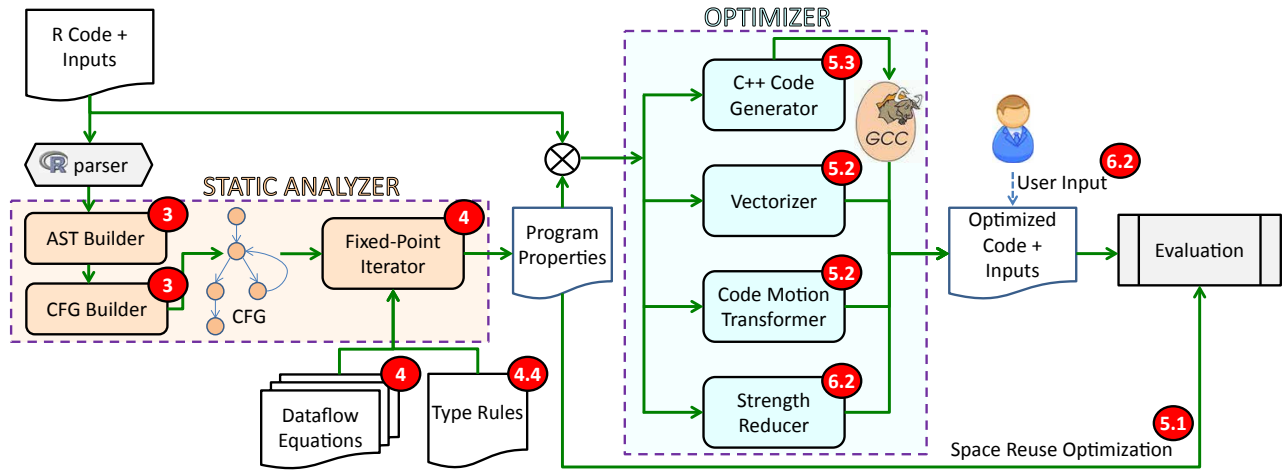 R Code +
Inputs
R parser
STATIC ANALYZER
AST Builder
3
CFG Builder
3
CFG
Fixed-Point
Iterator
4
Dataflow
Equations
4
Type Rules
4.4
Program
Properties
OPTIMIZER
C++ Code
Generator
5.3
GCC
Vectorizer
5.2
Code Motion
Transformer
5.2
Strength
Reducer
6.2
User Input
6.2
Optimized
Code +
Inputs
Evaluation
Space Reuse Optimization
5.1